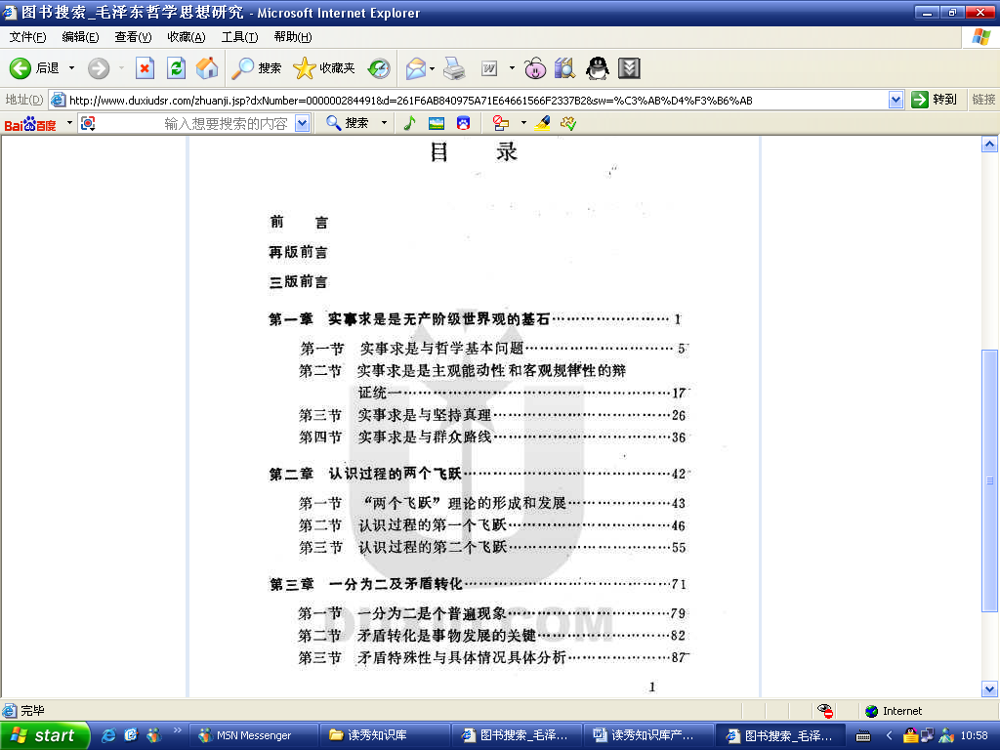 图书搜索_毛泽东哲学思想研究 - Microsoft Internet Explorer
文件(F) 编辑(E) 查看(V) 收藏(A) 工具(T) 帮助(H)
后退 搜索 收藏夹
地址(D) http://www.duxiudsr.com/zhuanji.jsp?dxNumber=000000284491&d=261F6AB840975A71E64661566F2337B2&sw=%C3%AB%D4%F3%B6%AB 转到 链接
Bai百度 输入想要搜索的内容 搜索
目 录
前 言
再版前言
三版前言
第一章 实事求是是无产阶级世界观的基石…………………… 1
第一节 实事求是与哲学基本问题………………………… 5
第二节 实事求是是主观能动性和客观规律性的辩
证统一………………………………………………17
第三节 实事求是与坚持真理………………………………26
第四节 实事求是与群众路线………………………………36
第二章 认识过程的两个飞跃……………………………………42
第一节 “两个飞跃”理论的形成和发展…………………43
第二节 认识过程的第一个飞跃……………………………46
第三节 认识过程的第二个飞跃……………………………55
第三章 一分为二及矛盾转化……………………………………71
第一节 一分为二是个普遍现象……………………………79
第二节 矛盾转化是事物发展的关键………………………82
第三节 矛盾特殊性与具体情况具体分析…………………87
1
完毕 Internet
start MSN Messenger 读秀知识库 图书搜索_毛泽... 读秀知识库产... 图书搜索_毛泽... 10:58